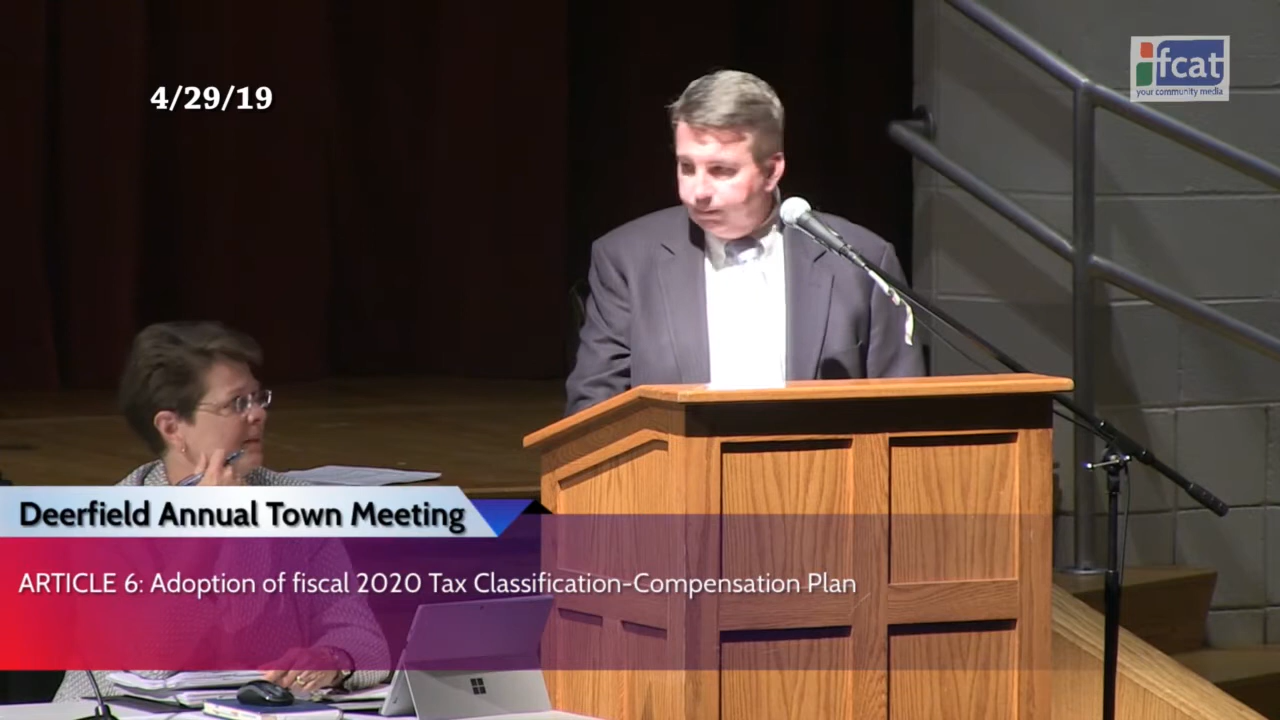 4/29/19
fcat
your community media
Deerfield Annual Town Meeting
ARTICLE 6: Adoption of fiscal 2020 Tax Classification-Compensation Plan